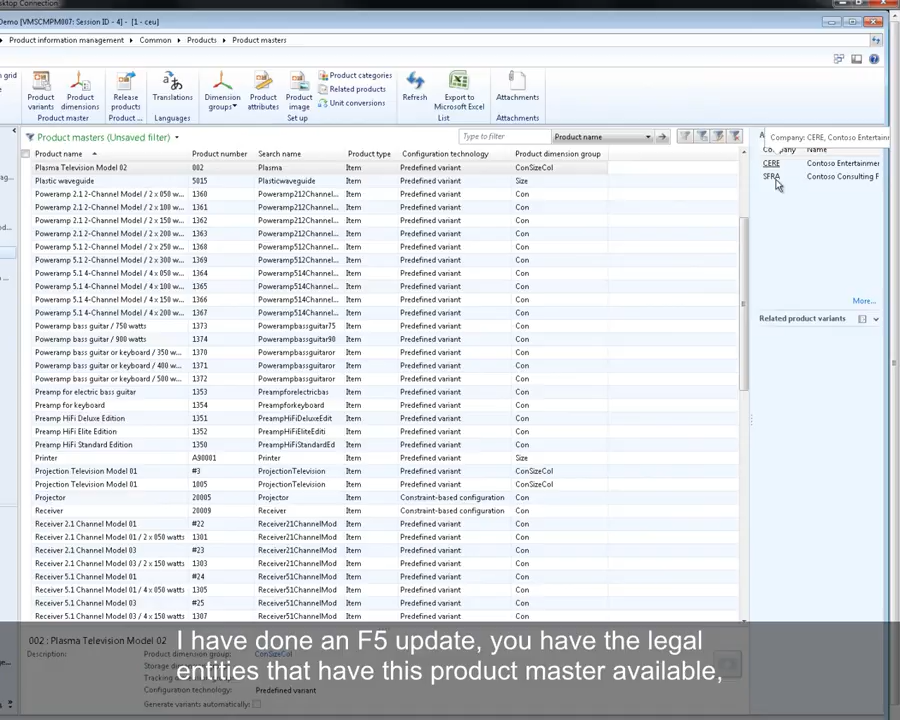 sktop Connection)
Demo [VMSCMPM007: Session ID - 4] - [1 - ceu]
Product information management Common Products Product masters
n grid
Product variants
Product dimensions
Product master
Release products
Product ...
Translations
Languages
Dimension groups
Product attributes
Product image
Product categories
Related products
Unit conversions
Set up
Refresh
Export to Microsoft Excel
List
Attachments
Attachments
Product masters (Unsaved filter)
Type to filter
Product name
Product name Product number Search name Product type Configuration technology Product dimension group
Plasma Television Model 02 002 Plasma Item Predefined variant ConSizeCol
Plastic waveguide 5015 Plasticwaveguide Item Predefined variant Size
Poweramp 2.1 2-Channel Model / 2 x 050 w... 1360 Poweramp212Channel... Item Predefined variant Con
Poweramp 2.1 2-Channel Model / 2 x 100 w... 1361 Poweramp212Channel... Item Predefined variant Con
Poweramp 2.1 2-Channel Model / 2 x 150 w... 1362 Poweramp212Channel... Item Predefined variant Con
Poweramp 2.1 2-Channel Model / 2 x 200 w... 1363 Poweramp212Channel... Item Predefined variant Con
Poweramp 5.1 2-Channel Model / 2 x 250 w... 1368 Poweramp512Channel... Item Predefined variant Con
Poweramp 5.1 2-Channel Model / 2 x 300 w... 1369 Poweramp512Channel... Item Predefined variant Con
Poweramp 5.1 4-Channel Model / 4 x 050 w... 1364 Poweramp514Channel... Item Predefined variant Con
Poweramp 5.1 4-Channel Model / 4 x 100 w... 1365 Poweramp514Channel... Item Predefined variant Con
Poweramp 5.1 4-Channel Model / 4 x 150 w... 1366 Poweramp514Channel... Item Predefined variant Con
Poweramp 5.1 4-Channel Model / 4 x 200 w... 1367 Poweramp514Channel... Item Predefined variant Con
Poweramp bass guitar / 750 watts 1373 Powerampbassguitar75 Item Predefined variant Con
Poweramp bass guitar / 900 watts 1374 Powerampbassguitar90 Item Predefined variant Con
Poweramp bass guitar or keyboard / 350 w... 1370 Powerampbassguitaror Item Predefined variant Con
Poweramp bass guitar or keyboard / 400 w... 1371 Powerampbassguitaror Item Predefined variant Con
Poweramp bass guitar or keyboard / 500 w... 1372 Powerampbassguitaror Item Predefined variant Con
Preamp for electric bass guitar 1353 Preampforelectricbas Item Predefined variant Con
Preamp for keyboard 1354 Preampforkeyboard Item Predefined variant Con
Preamp HiFi Deluxe Edition 1351 PreampHiFiDeluxeEdit Item Predefined variant Con
Preamp HiFi Elite Edition 1352 PreampHiFiEliteEditi Item Predefined variant Con
Preamp HiFi Standard Edition 1350 PreampHiFiStandardEd Item Predefined variant Con
Printer A90001 Printer Item Predefined variant Size
Projection Television Model 01 #3 ProjectionTelevision Item Predefined variant ConSizeCol
Projection Television Model 01 1005 ProjectionTelevision Item Predefined variant ConSizeCol
Projector 20005 Projector Item Constraint-based configuration Con
Receiver 20009 Receiver Item Constraint-based configuration Con
Receiver 2.1 Channel Model 01 #22 Receiver21ChannelMod Item Predefined variant Con
Receiver 2.1 Channel Model 01 / 2 x 050 watts 1301 Receiver21ChannelMod Item Predefined variant Con
Receiver 2.1 Channel Model 03 #23 Receiver21ChannelMod Item Predefined variant Con
Receiver 2.1 Channel Model 03 / 2 x 150 watts 1303 Receiver21ChannelMod Item Predefined variant Con
Receiver 5.1 Channel Model 01 #24 Receiver51ChannelMod Item Predefined variant Con
Receiver 5.1 Channel Model 01 / 4 x 050 watts 1305 Receiver51ChannelMod Item Predefined variant Con
Receiver 5.1 Channel Model 03 #25 Receiver51ChannelMod Item Predefined variant Con
Receiver 5.1 Channel Model 03 / 4 x 150 watts 1307 Receiver51ChannelMod Item Predefined variant Con
Company: CERE, Contoso Entertainm
Company Name
CERE Contoso Entertainmer
SFRA Contoso Consulting F
More...
Related product variants
002 : Plasma Television Model 02
Description:
Product dimension group: ConSizeCol
Storage dimen
Tracking
Configuration technology: Predefined variant
Generate variants automatically:
I have done an F5 update, you have the legal
entities that have this product master available,